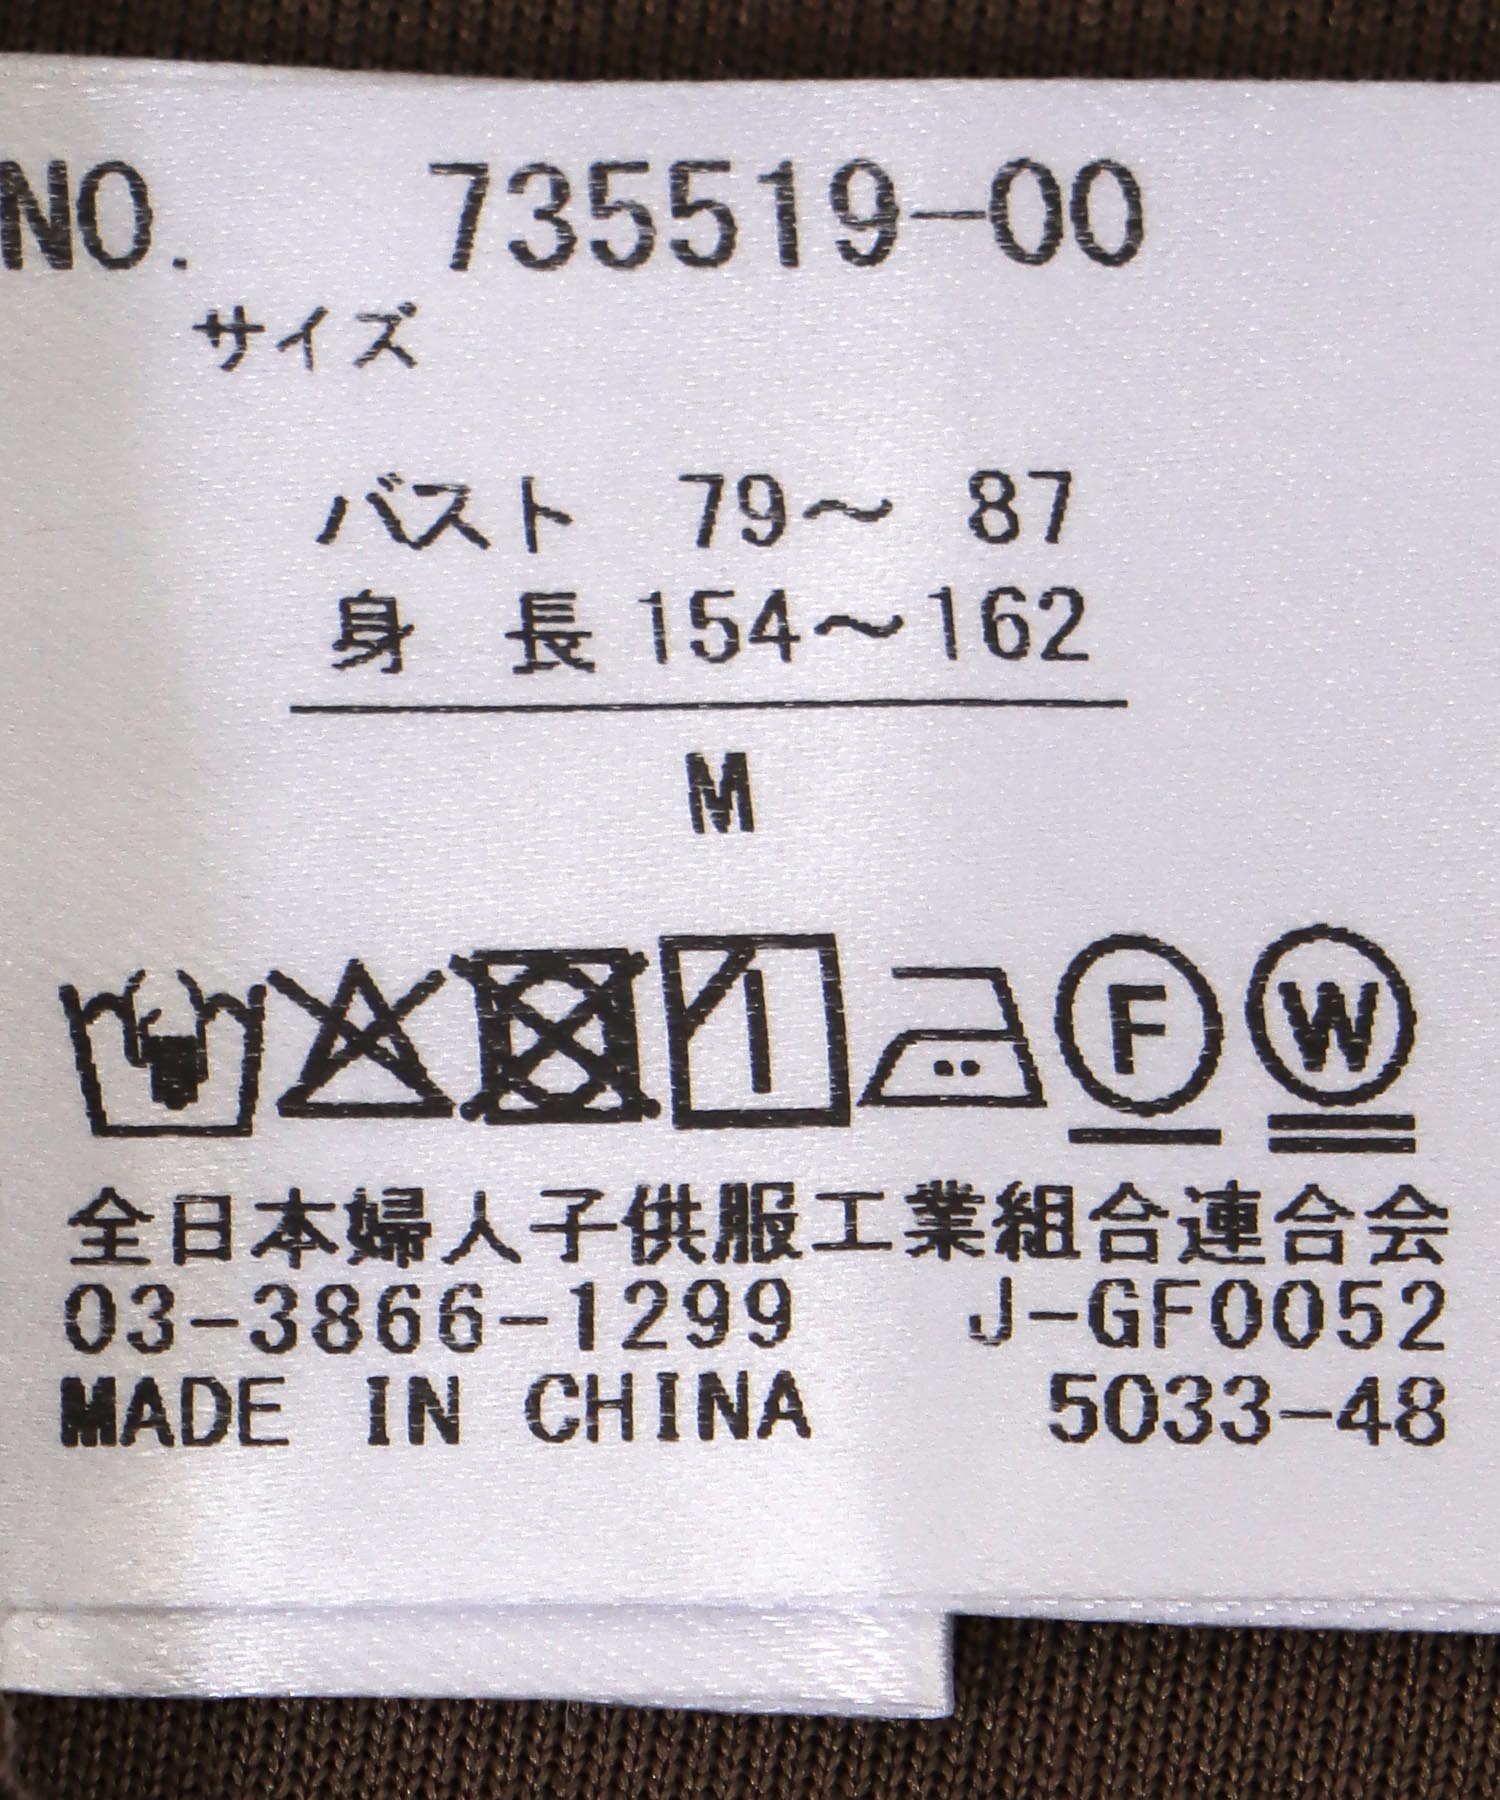 NO. 735519-00
サイズ
バスト 79〜 87
身 長 154〜162
M
F W
全日本婦人子供服工業組合連合会
03-3866-1299 J-GF0052
MADE IN CHINA 5033-48